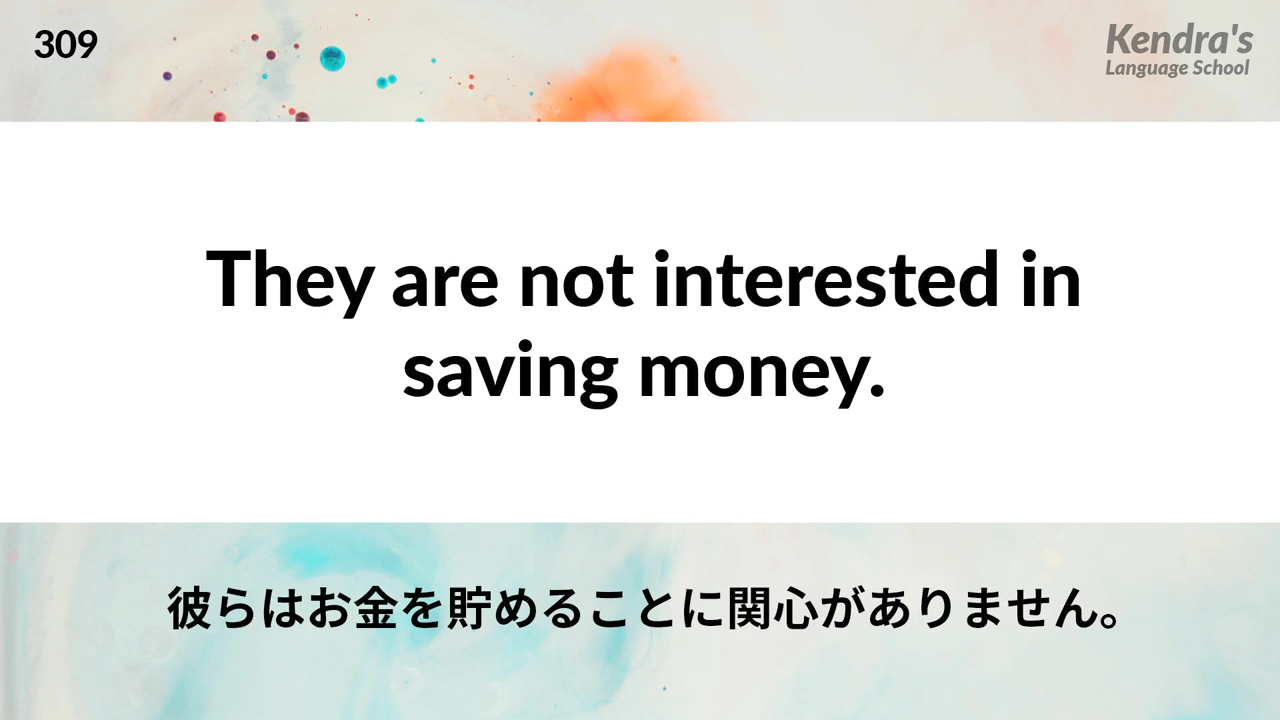 309
Kendra's
Language School
They are not interested in
saving money.
彼らはお金を貯めることに関心がありません。